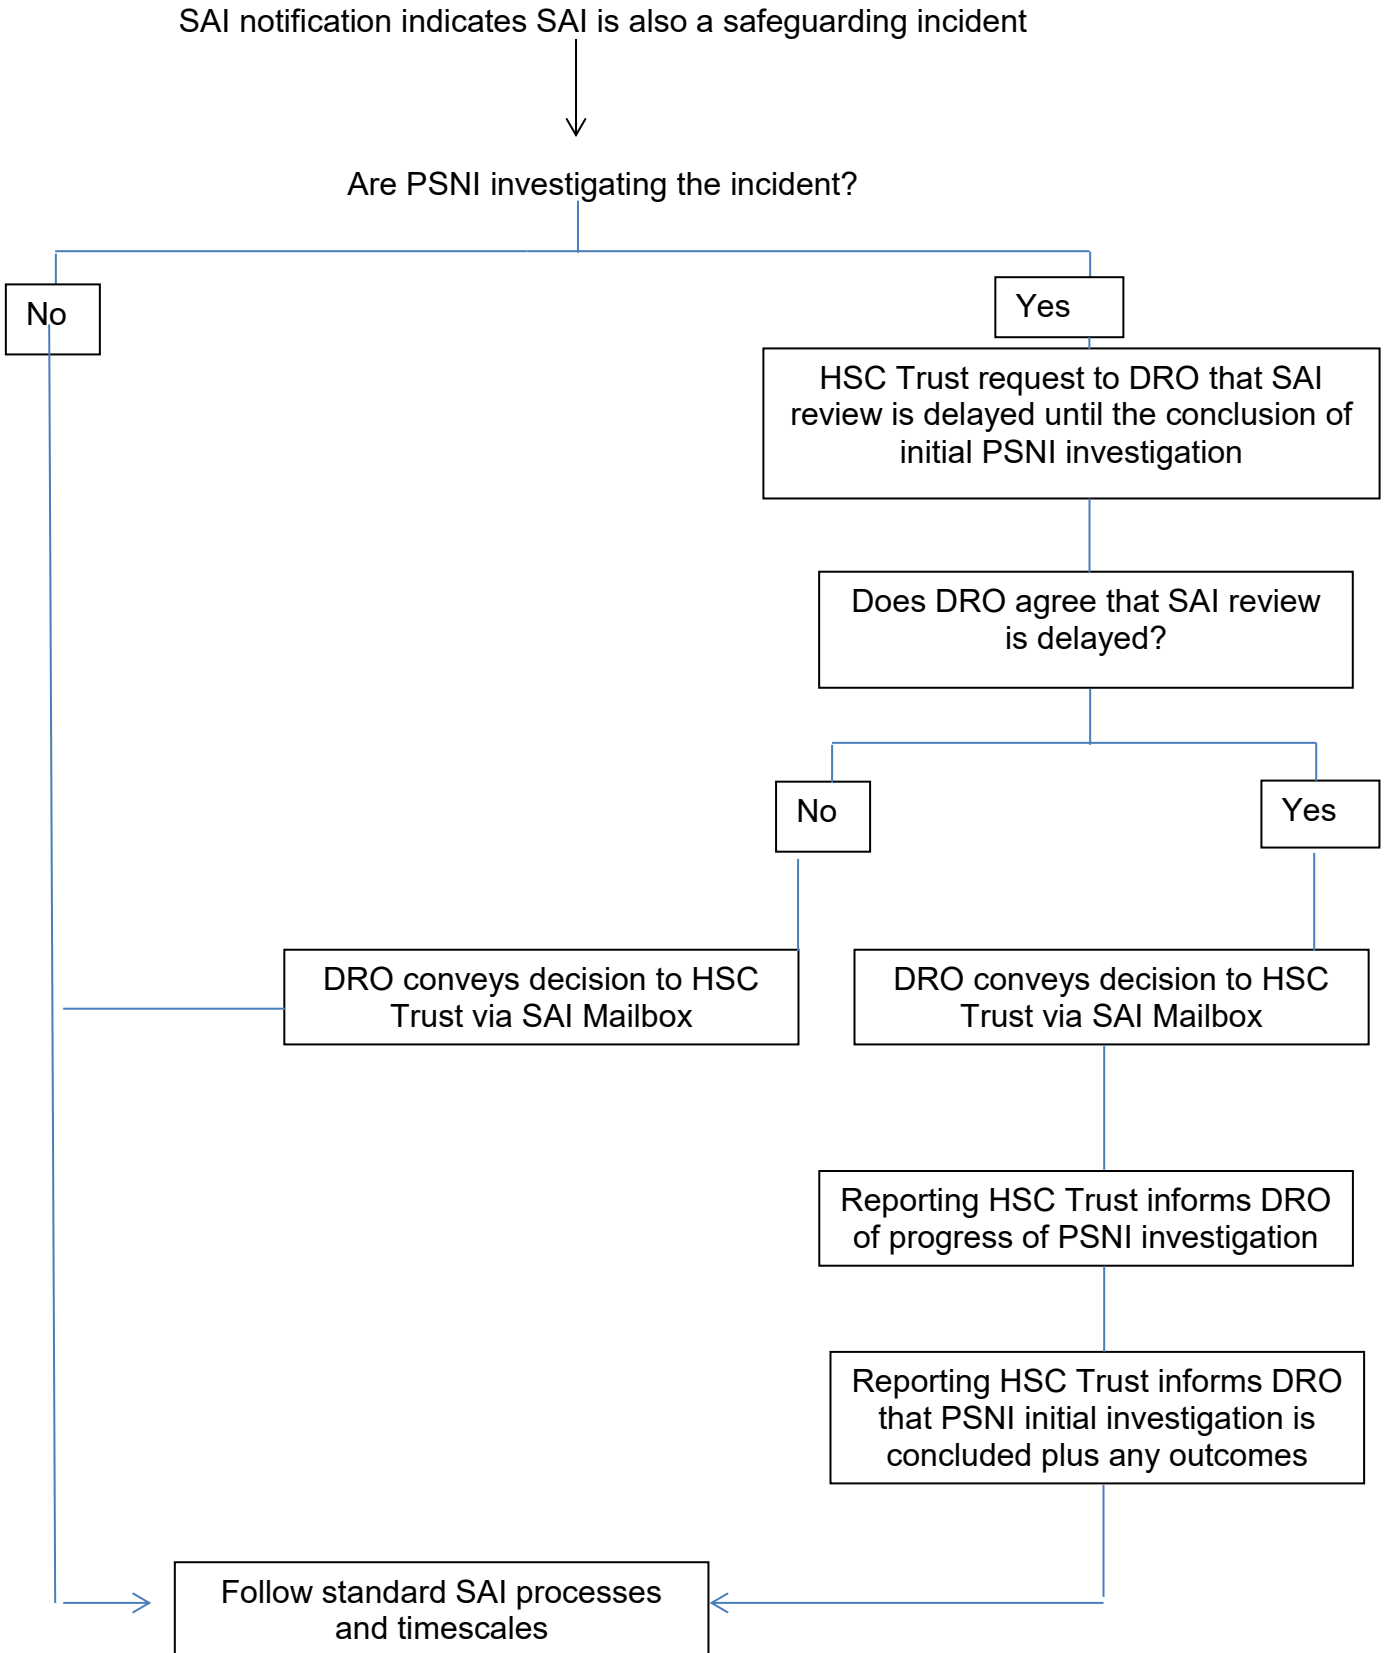 SAI notification indicates SAI is also a safeguarding incident
Are PSNI investigating the incident?
No
Yes
HSC Trust request to DRO that SAI
review is delayed until the conclusion of
initial PSNI investigation
Does DRO agree that SAI review
is delayed?
No
Yes
DRO conveys decision to HSC
Trust via SAI Mailbox
DRO conveys decision to HSC
Trust via SAI Mailbox
Reporting HSC Trust informs DRO
of progress of PSNI investigation
Reporting HSC Trust informs DRO
that PSNI initial investigation is
concluded plus any outcomes
Follow standard SAI processes
and timescales